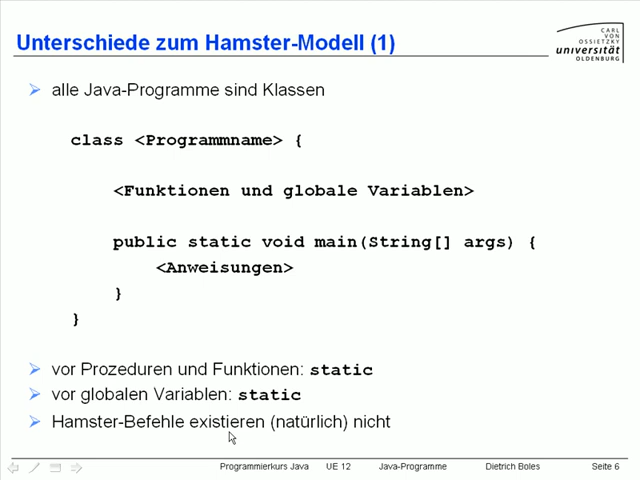 Unterschiede zum Hamster-Modell (1)
CARL
VON
OSSIETZKY
universität
OLDENBURG
alle Java-Programme sind Klassen
class <Programmname> {
<Funktionen und globale Variablen>
public static void main(String[] args) {
<Anweisungen>
}
}
vor Prozeduren und Funktionen: static
vor globalen Variablen: static
Hamster-Befehle existieren (natürlich) nicht
Programmierkurs Java UE 12 Java-Programme Dietrich Boles Seite 6